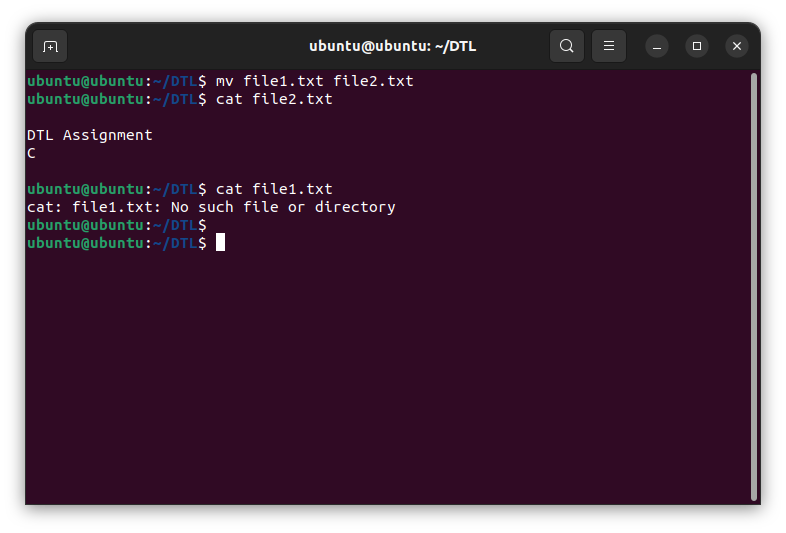 ubuntu@ubuntu: ~/DTL
ubuntu@ubuntu:~/DTL$ mv file1.txt file2.txt
ubuntu@ubuntu:~/DTL$ cat file2.txt
DTL Assignment
C
ubuntu@ubuntu:~/DTL$ cat file1.txt
cat: file1.txt: No such file or directory
ubuntu@ubuntu:~/DTL$
ubuntu@ubuntu:~/DTL$